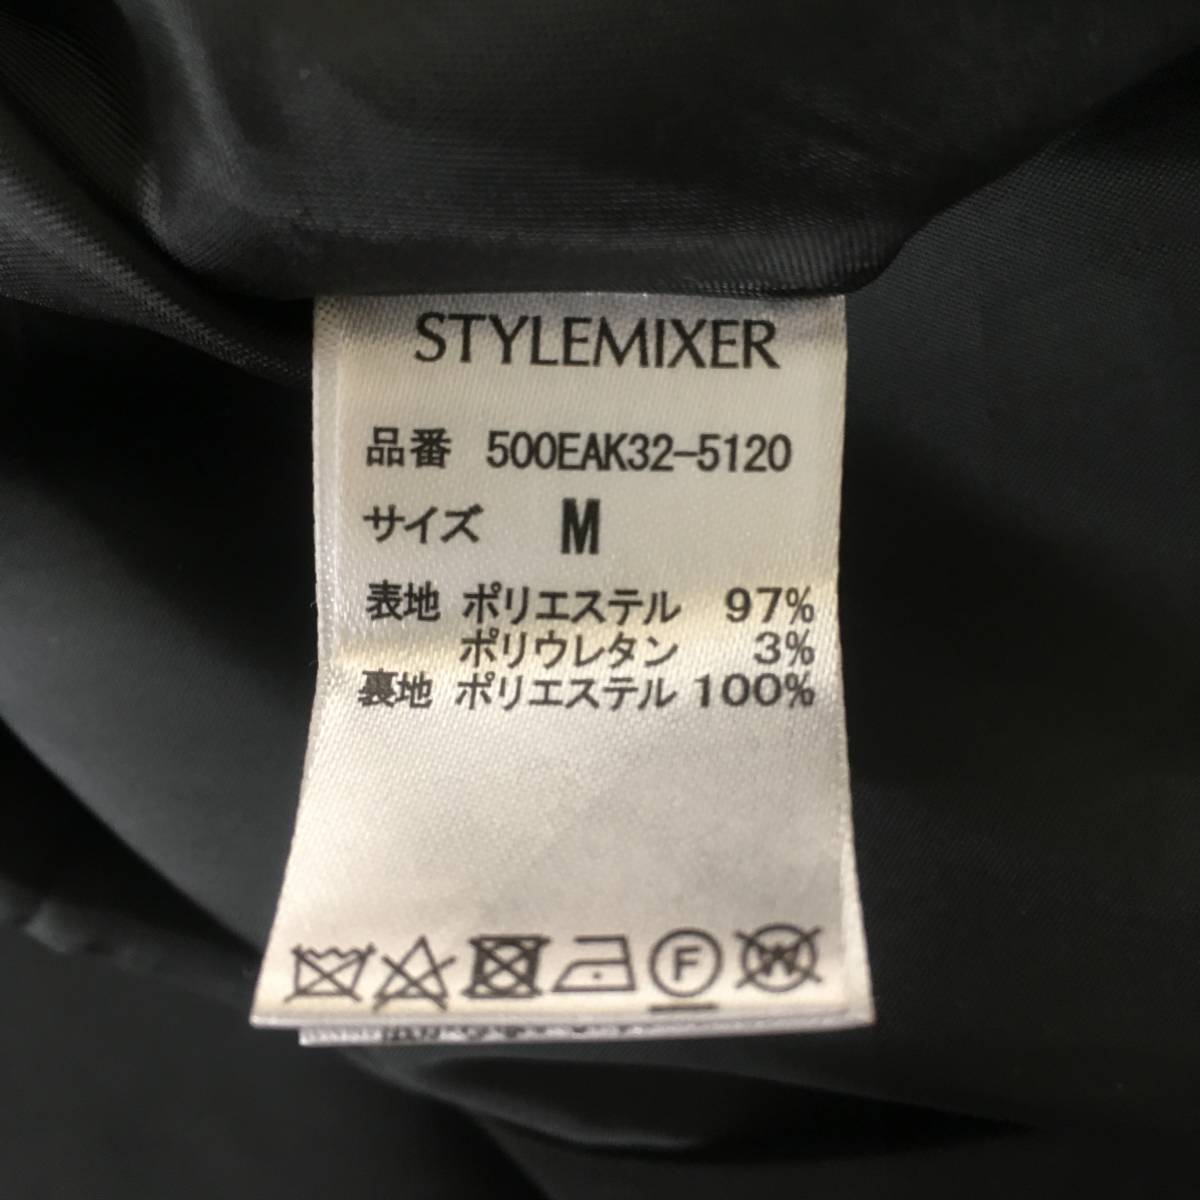 STYLEMIXER
品番 500EAK32-5120
サイズ M
表地 ポリエステル 97%
ポリウレタン 3%
裏地 ポリエステル 100%
F W